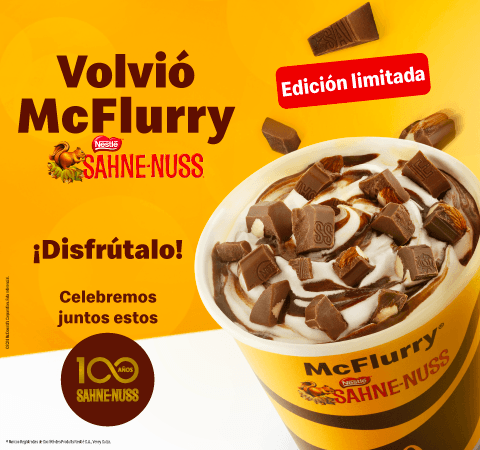 Volvió
McFlurry
Nestlé
SAHNE-NUSS
Edición limitada
¡Disfrútalo!
Celebremos
juntos estos
100
AÑOS
SAHNE-NUSS
McFlurry®
Nestlé
SAHNE-NUSS